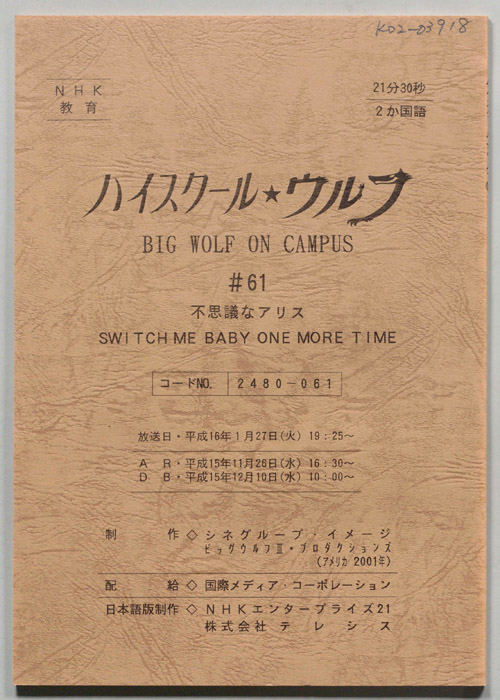 K02-03918
NHK
教育
21分30秒
2か国語
ハイスクール★ウルフ
BIG WOLF ON CAMPUS
#61
不思議なアリス
SWITCH ME BABY ONE MORE TIME
コードNO. 2480-061
放送日・平成16年1月27日(火) 19:25~
AR・平成15年11月26日(水) 16:30~
DB・平成15年12月10日(水) 10:00~
制作◇シネグループ・イメージ
ビッグウルフⅢ・プロダクションズ
(アメリカ 2001年)
配給◇国際メディア・コーポレーション
日本語版制作◇NHKエンタープライズ21
株式会社テレシス